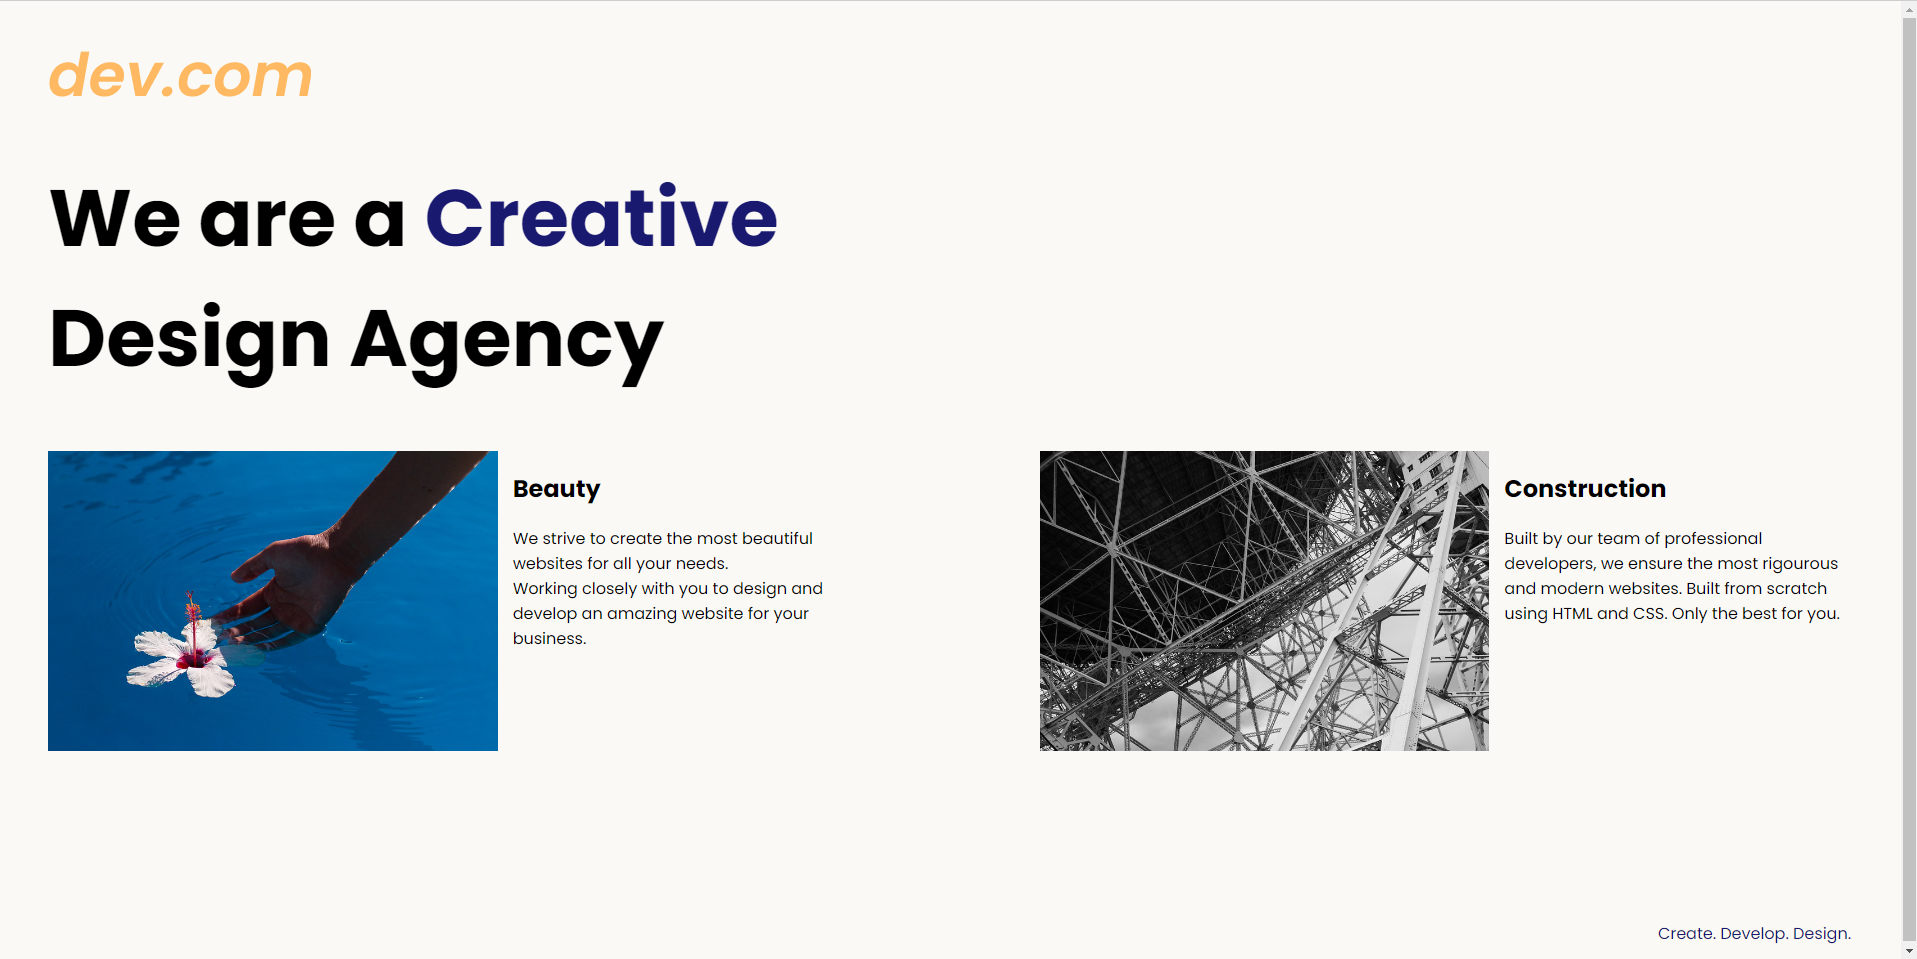 dev.com
We are a Creative
Design Agency
Beauty
We strive to create the most beautiful
websites for all your needs.
Working closely with you to design and
develop an amazing website for your
business.
Construction
Built by our team of professional
developers, we ensure the most rigourous
and modern websites. Built from scratch
using HTML and CSS. Only the best for you.
Create. Develop. Design.